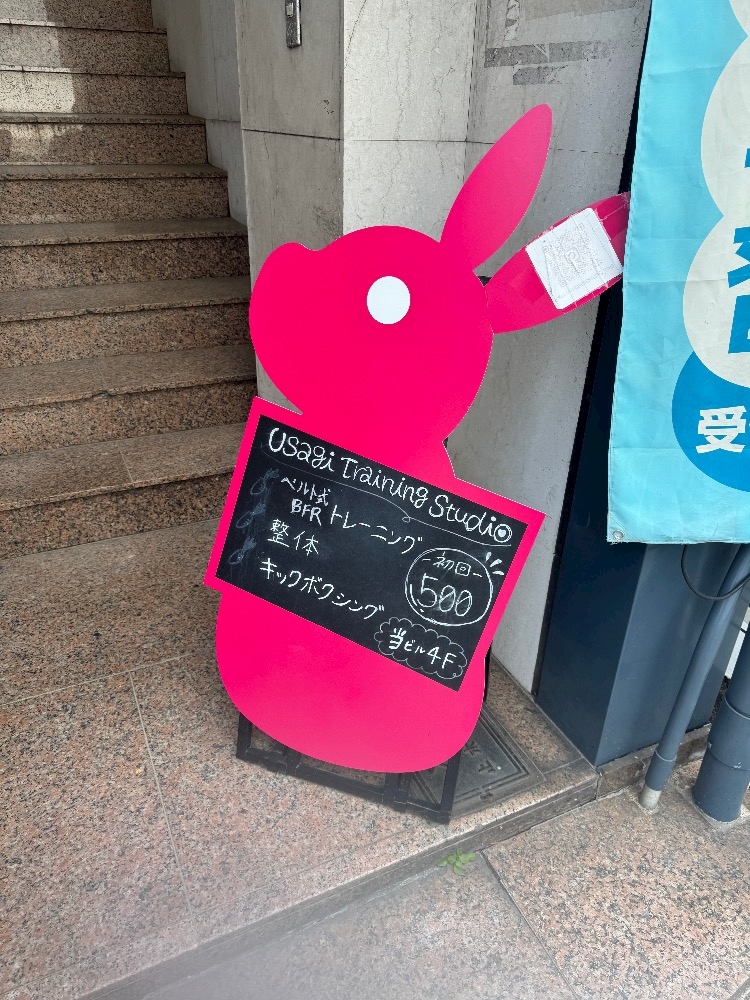 Usagi Training Studio
ベルト式
BFR トレーニング
整体
キックボクシング
初回
500
当ビル4F
受